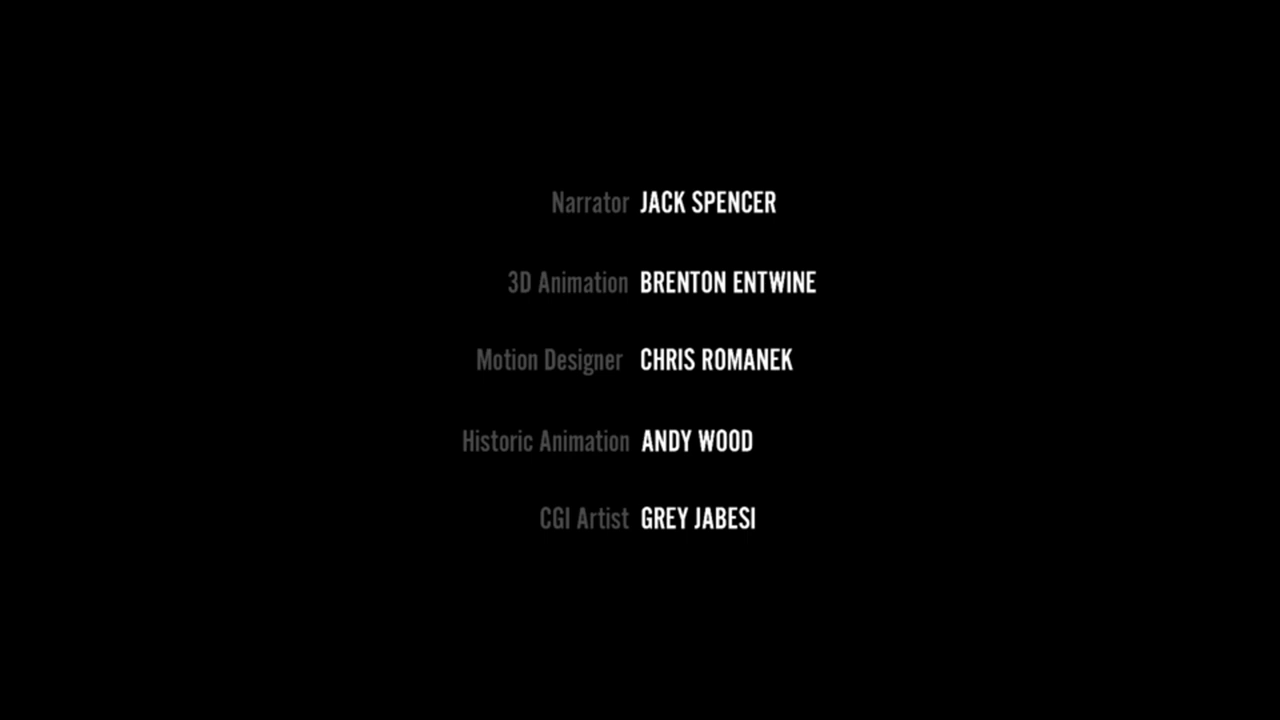 Narrator JACK SPENCER
3D Animation BRENTON ENTWINE
Motion Designer CHRIS ROMANEK
Historic Animation ANDY WOOD
CGI Artist GREY JABESI